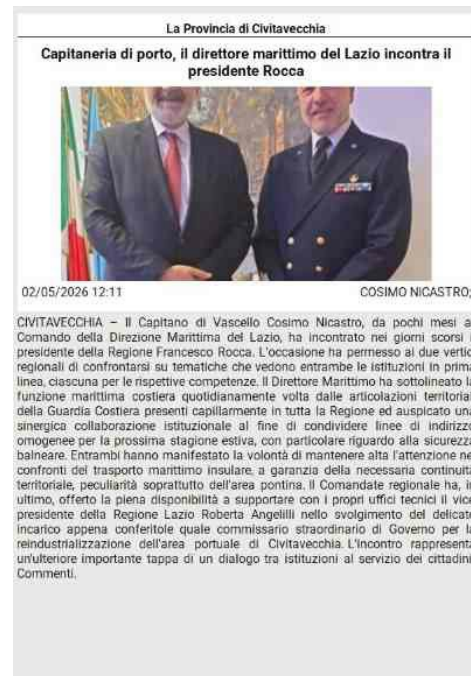 La Provincia di Civitavecchia
Capitaneria di porto, il direttore marittimo del Lazio incontra il
presidente Rocca
02/05/2026 12:11 COSIMO NICASTRO;
CIVITAVECCHIA – Il Capitano di Vascello Cosimo Nicastro, da pochi mesi a
Comando della Direzione Marittima del Lazio, ha incontrato nei giorni scorsi i
presidente della Regione Francesco Rocca. L'occasione ha permesso ai due vertic
regionali di confrontarsi su tematiche che vedono entrambe le istituzioni in prima
linea, ciascuna per le rispettive competenze. Il Direttore Marittimo ha sottolineato l
funzione marittima costiera quotidianamente volta dalle articolazioni territorial
della Guardia Costiera presenti capillarmente in tutta la Regione ed auspicato una
sinergica collaborazione istituzionale al fine di condividere linee di indirizz
omogenee per la prossima stagione estiva, con particolare riguardo alla sicurezza
balneare. Entrambi hanno manifestato la volontà di mantenere alta l'attenzione ne
confronti del trasporto marittimo insulare, a garanzia della necessaria continuità
territoriale, peculiarità soprattutto dell'area pontina. Il Comandate regionale ha, i
ultimo, offerto la piena disponibilità a supportare con i propri uffici tecnici il vice
presidente della Regione Lazio Roberta Angelilli nello svolgimento del delicat
incarico appena conferitole quale commissario straordinario di Governo per l
reindustrializzazione dell'area portuale di Civitavecchia. L'incontro rappresenta
un'ulteriore importante tappa di un dialogo tra istituzioni al servizio dei cittadin
Commenti.